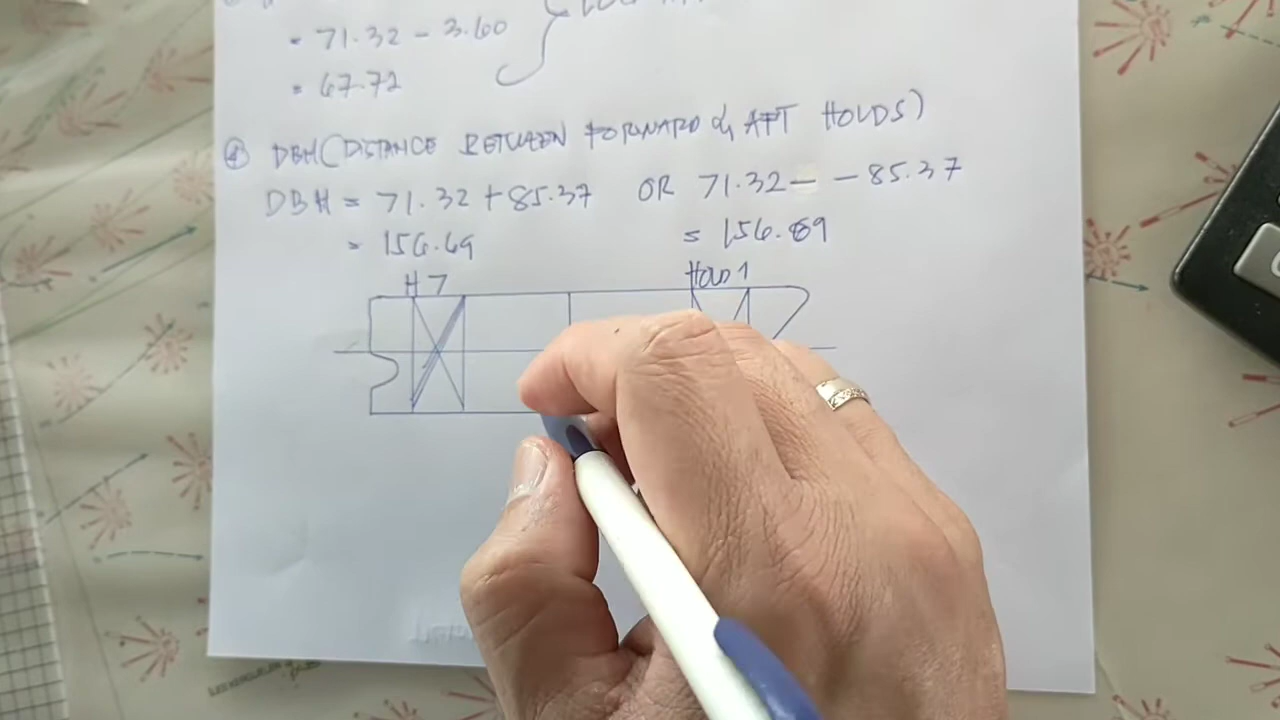 = 71.32 - 3.60
= 67.72
④ DBH (DISTANCE BETWEEN FORWARD & AFT HOLDS)
DBH = 71.32 + 85.37 OR 71.32 - - 85.37
= 156.69 = 156.69
H 7 HOLD 1